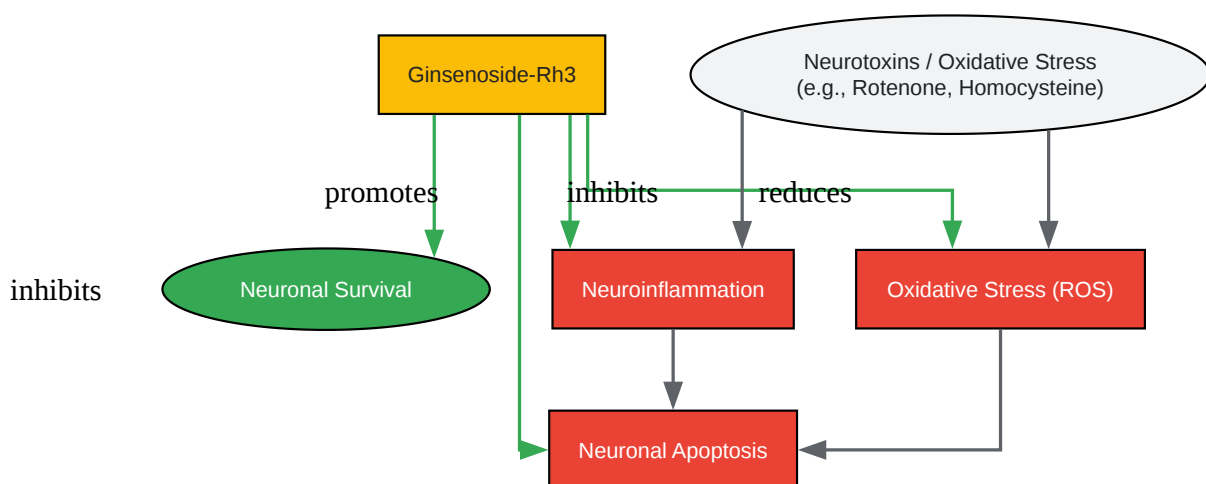 Ginsenoside-Rh3
Neurotoxins / Oxidative Stress
(e.g., Rotenone, Homocysteine)
promotes
inhibits
reduces
inhibits
Neuronal Survival
Neuroinflammation
Oxidative Stress (ROS)
Neuronal Apoptosis